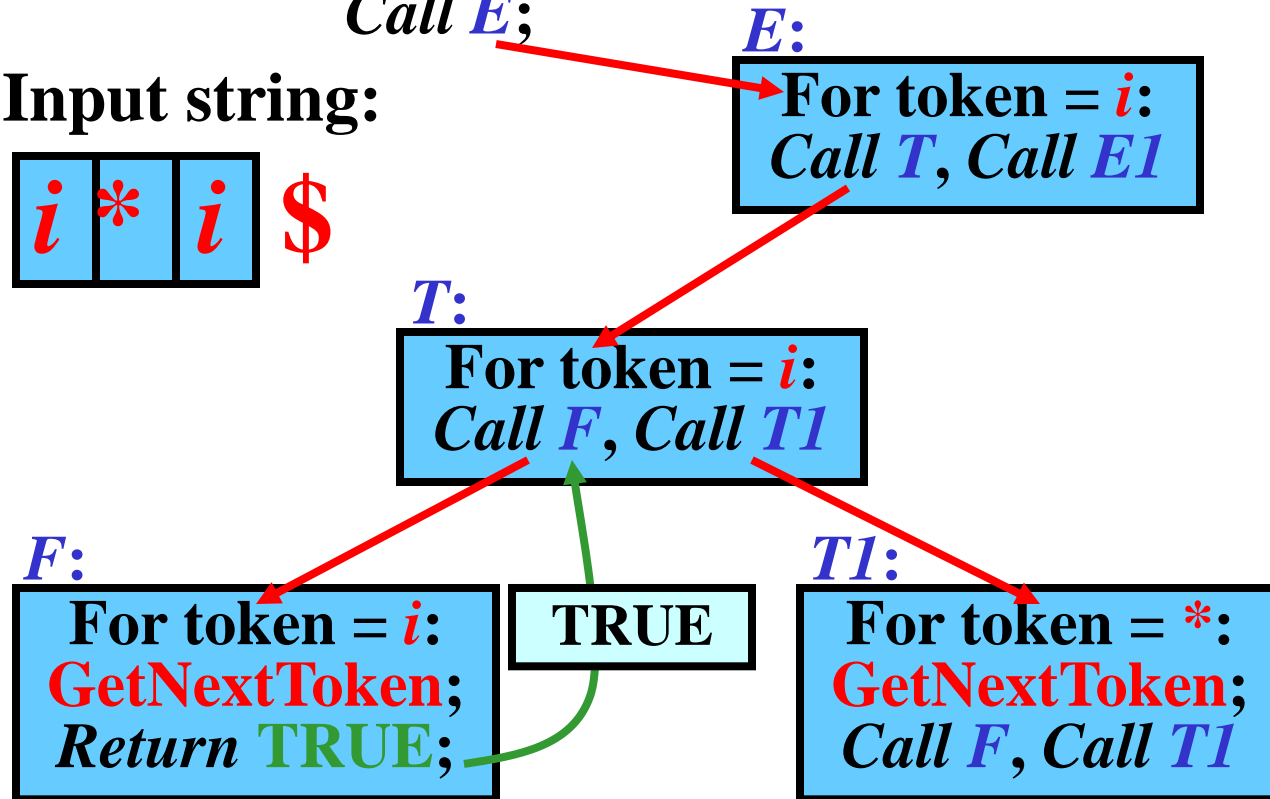 Call E;
E:
Input string:
For token = i:
Call T, Call E1
i * i $
T:
For token = i:
Call F, Call T1
F:
T1:
For token = i:
GetNextToken;
Return TRUE;
TRUE
For token = *:
GetNextToken;
Call F, Call T1